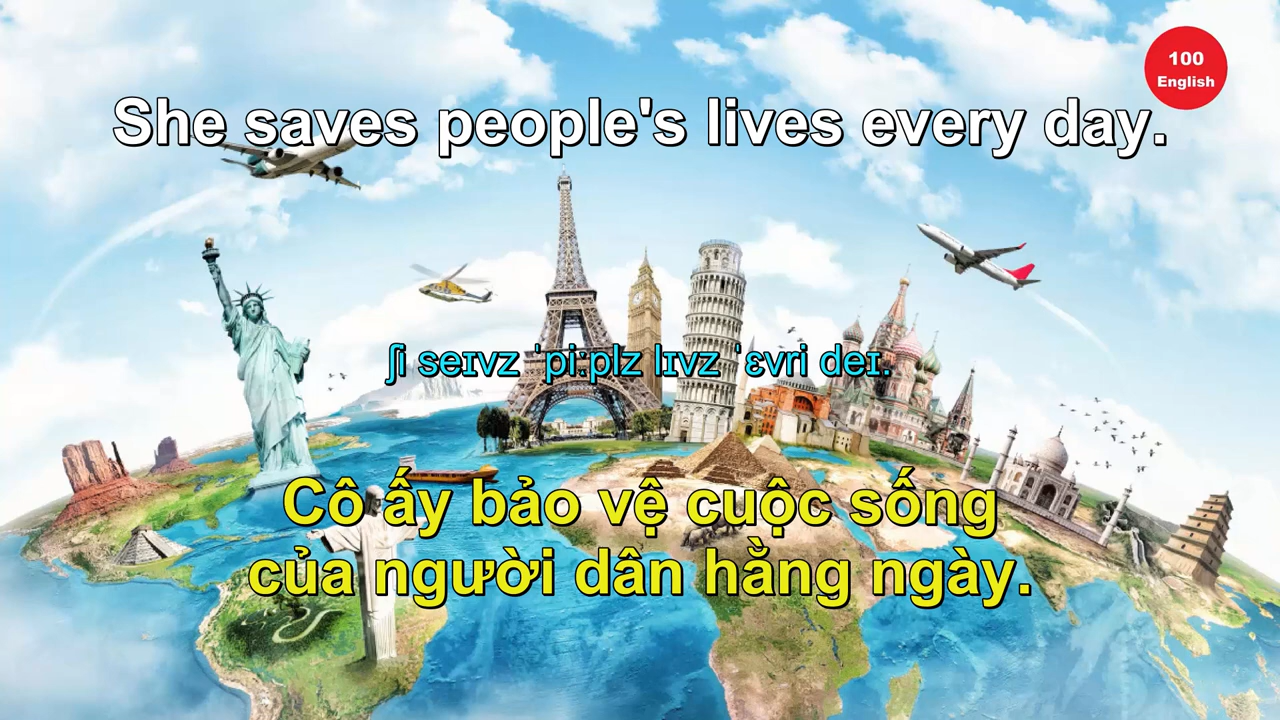 100
English
She saves people's lives every day.
ʃi seɪvz ˈpiːplz lɪvz ˈɛvri deɪ.
Cô ấy bảo vệ cuộc sống
của người dân hằng ngày.